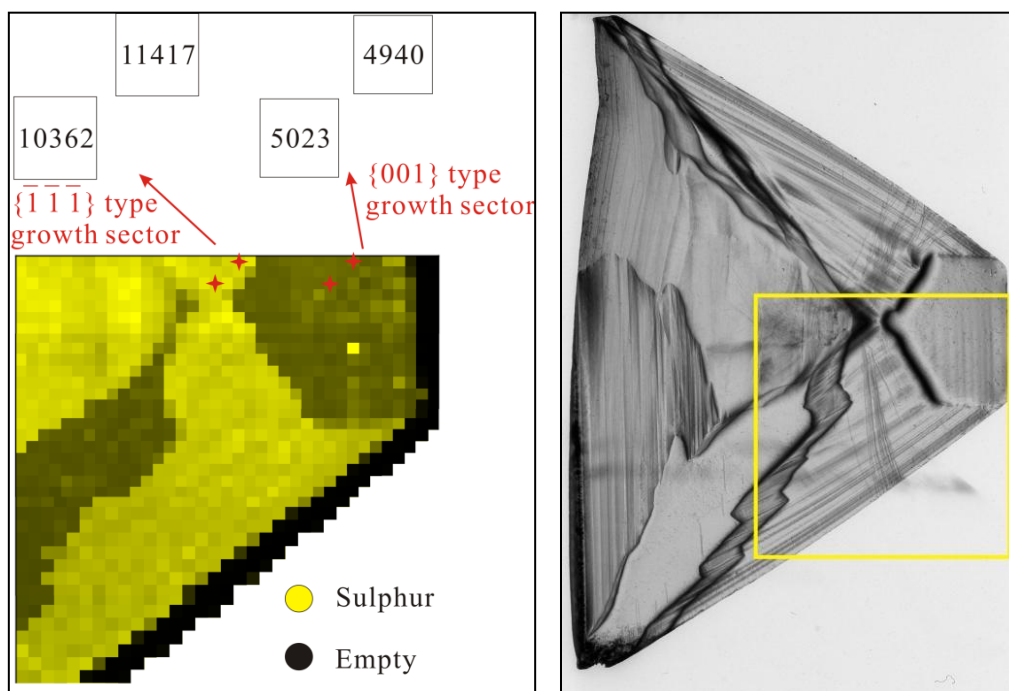 11417
4940
10362
5023
{1̅ 1̅ 1̅} type
growth sector
{001} type
growth sector
Sulphur
Empty